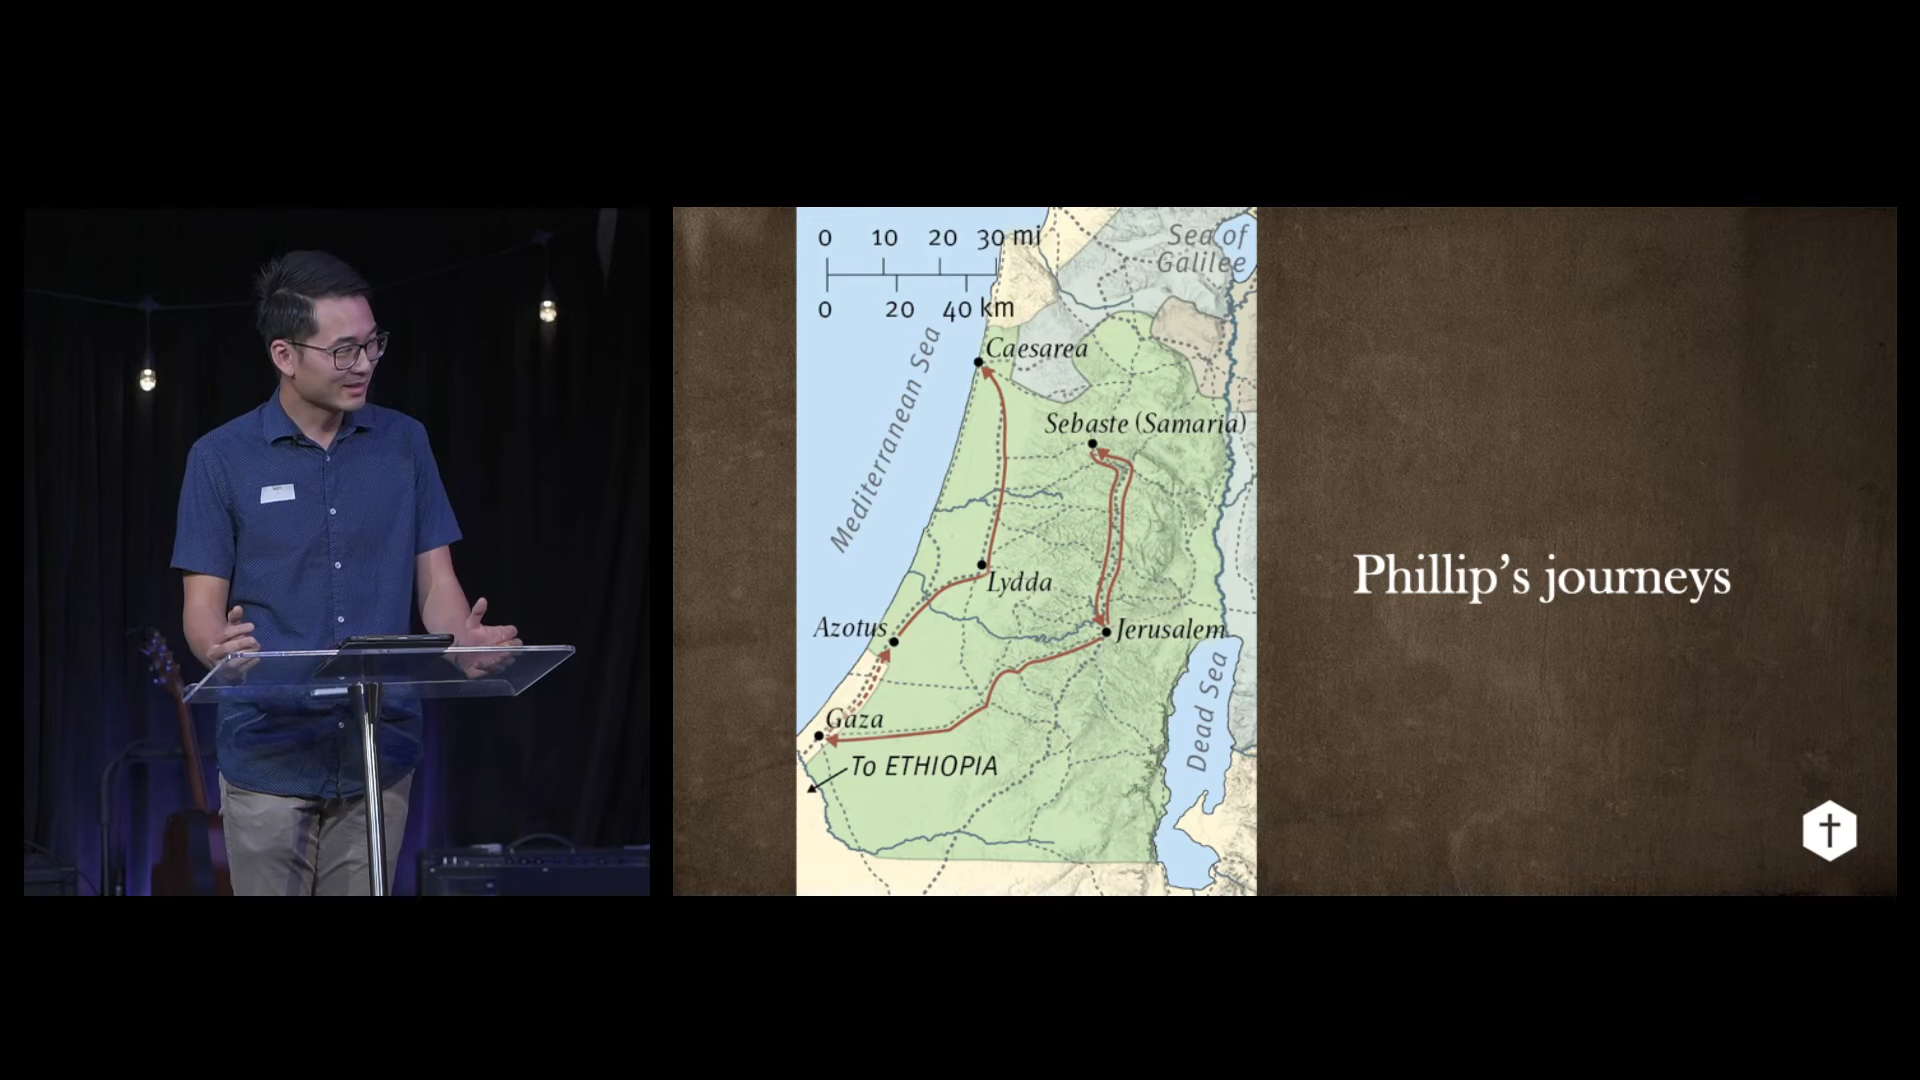 0 10 20 30 mi
0 20 40 km
Sea of
Galilee
Mediterranean Sea
Caesarea
Sebaste (Samaria)
Lydda
Azotus
Jerusalem
Gaza
Dead Sea
To ETHIOPIA
Phillip's journeys